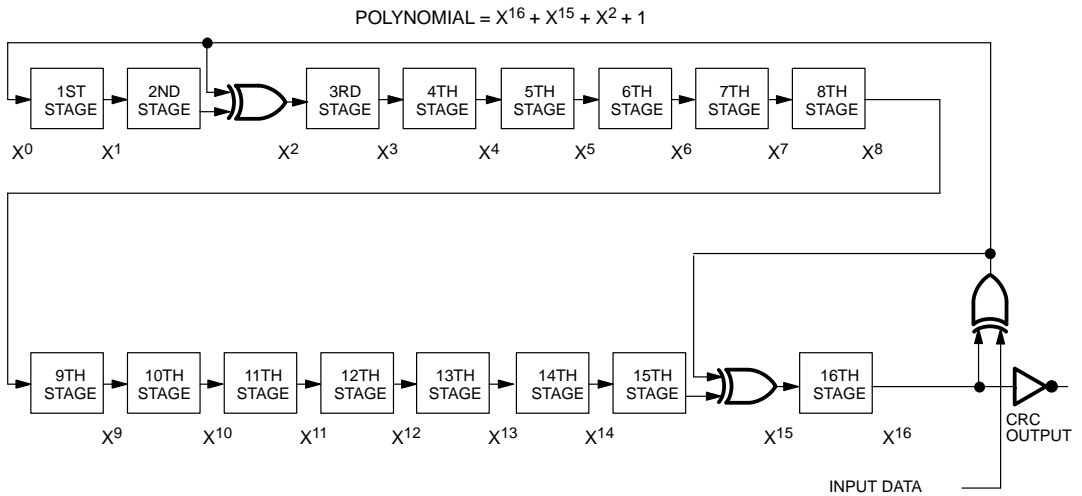 POLYNOMIAL = X16 + X15 + X2 + 1
1ST
STAGE
2ND
STAGE
3RD
STAGE
4TH
STAGE
5TH
STAGE
6TH
STAGE
7TH
STAGE
8TH
STAGE
X0
X1
X2
X3
X4
X5
X6
X7
X8
9TH
STAGE
10TH
STAGE
11TH
STAGE
12TH
STAGE
13TH
STAGE
14TH
STAGE
15TH
STAGE
16TH
STAGE
X9
X10
X11
X12
X13
X14
X15
X16
CRC
OUTPUT
INPUT DATA